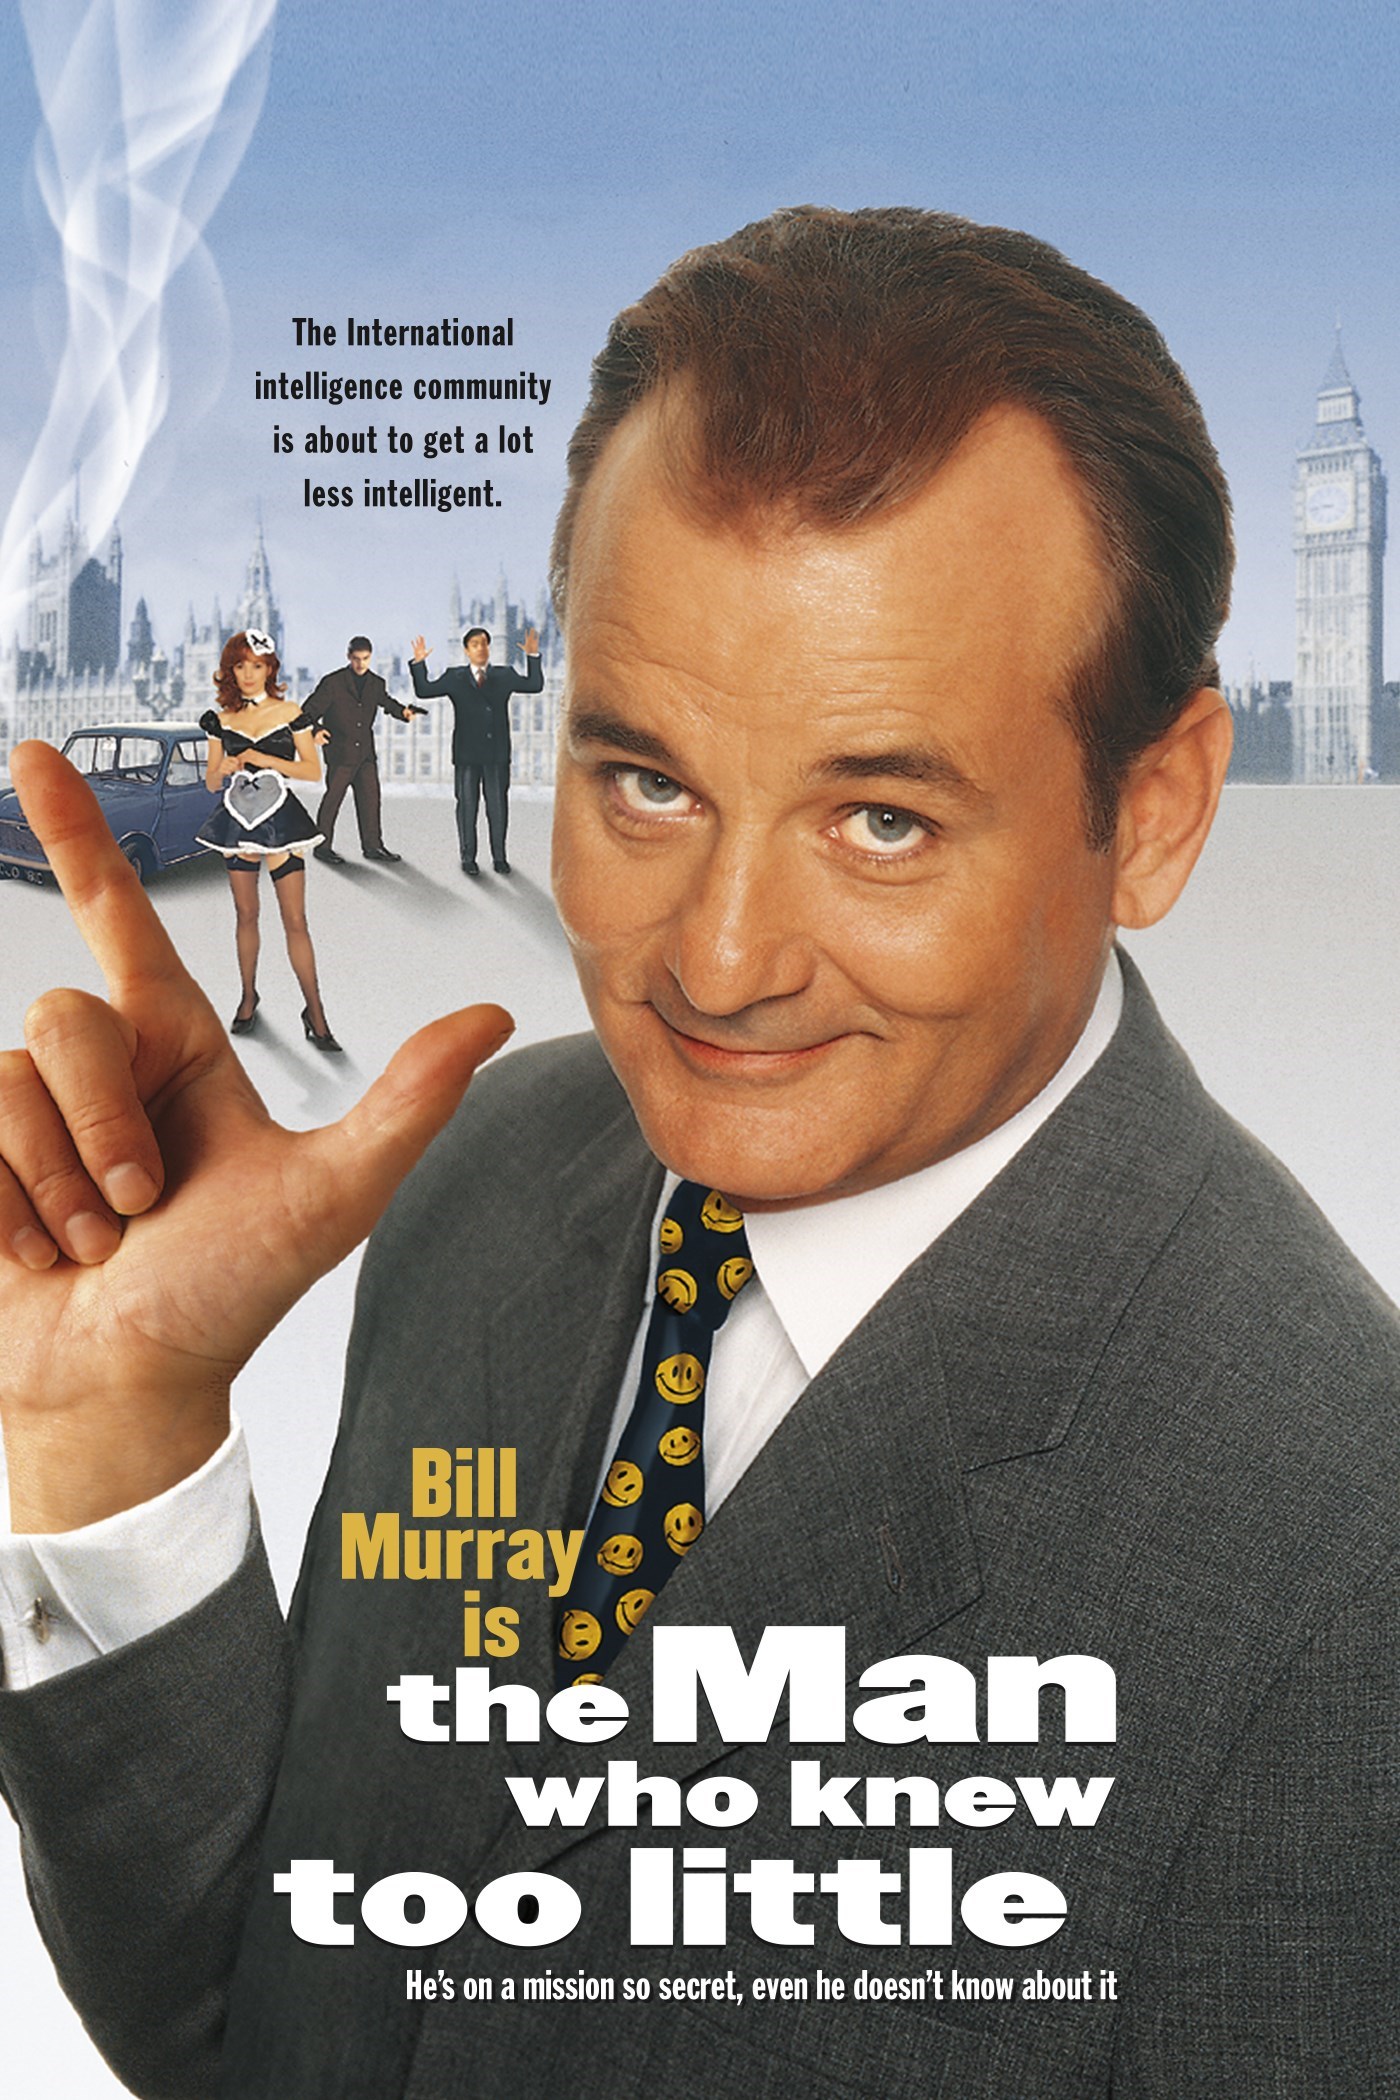 The International
intelligence community
is about to get a lot
less intelligent.
Bill
Murray
is
the Man
who knew
too little
He's on a mission so secret, even he doesn't know about it